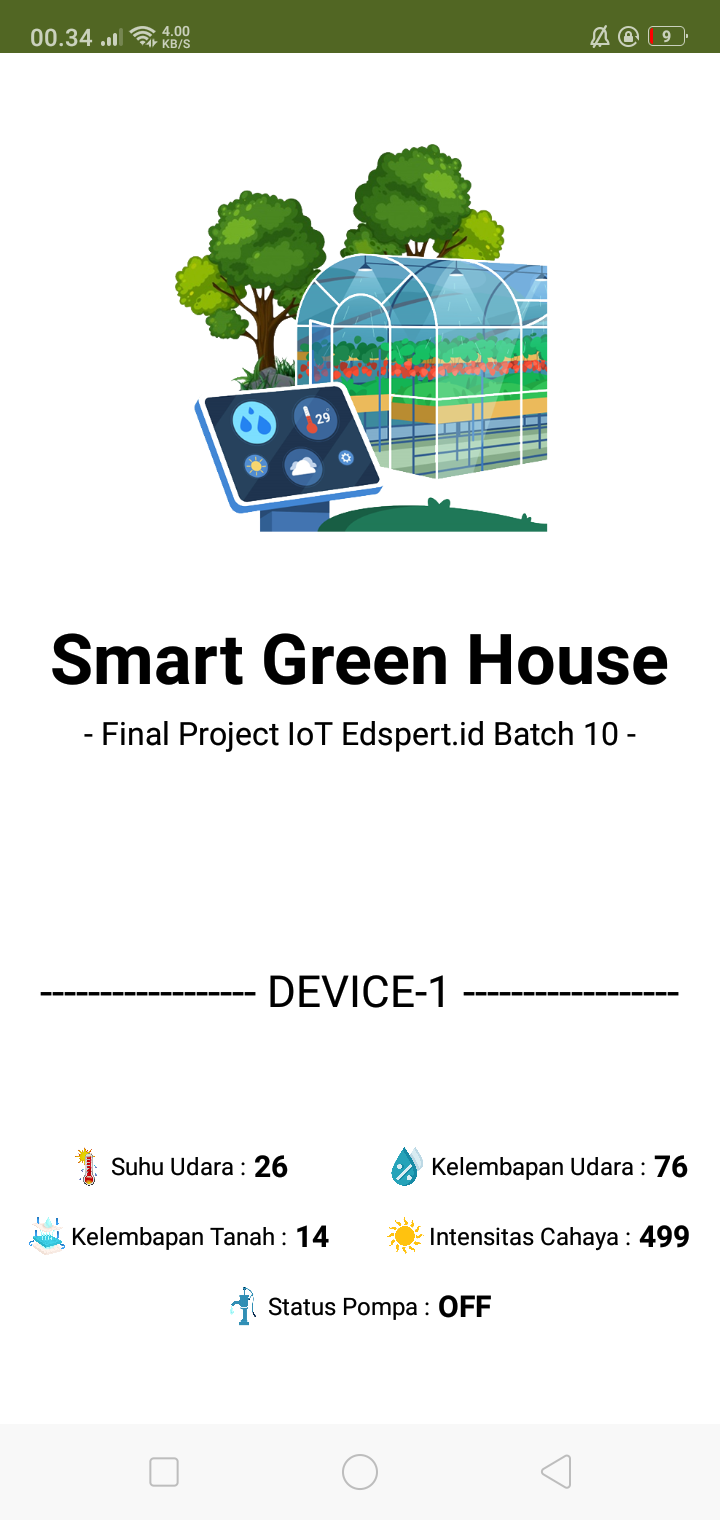 00.34 4.00 KB/S 9
29
Smart Green House
- Final Project IoT Edspert.id Batch 10 -
------------------ DEVICE-1 ------------------
Suhu Udara : 26 Kelembapan Udara : 76
Kelembapan Tanah : 14 Intensitas Cahaya : 499
Status Pompa : OFF